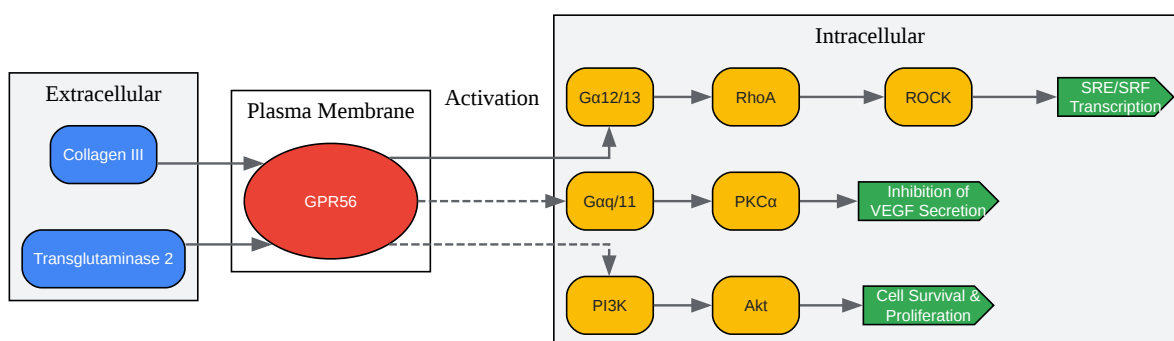 Extracellular
Collagen III
Transglutaminase 2
Plasma Membrane
GPR56
Activation
Intracellular
Gα12/13
RhoA
ROCK
SRE/SRF
Transcription
Gαq/11
PKCα
Inhibition of
VEGF Secretion
PI3K
Akt
Cell Survival &
Proliferation